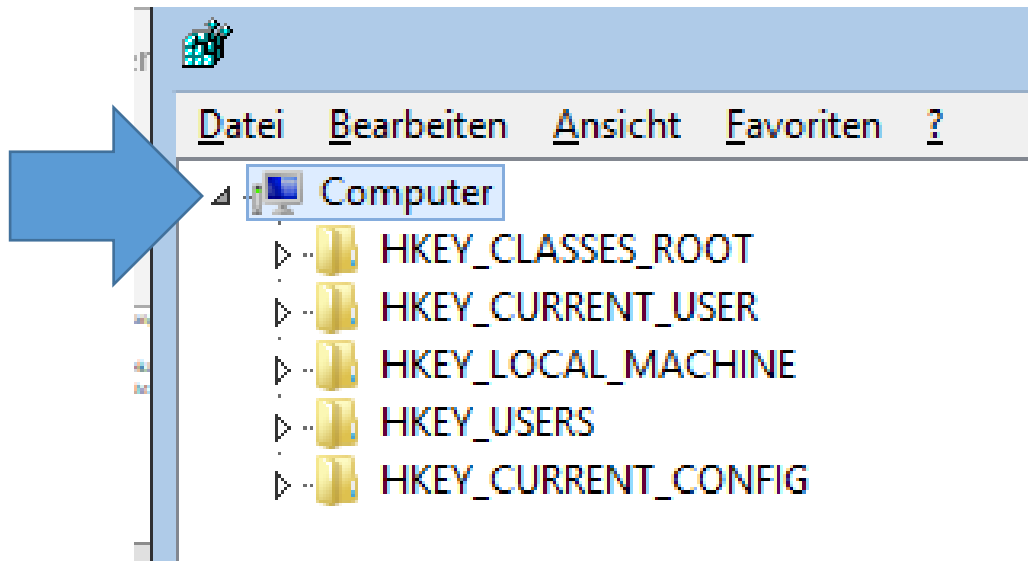 Datei Bearbeiten Ansicht Favoriten ?
Computer
HKEY_CLASSES_ROOT
HKEY_CURRENT_USER
HKEY_LOCAL_MACHINE
HKEY_USERS
HKEY_CURRENT_CONFIG